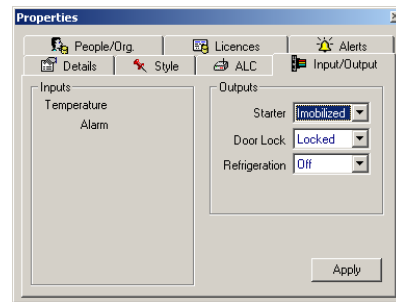 Properties
People/Org. Licences Alerts
Details Style ALC Input/Output
Inputs
Temperature
Alarm
Outputs
Starter Imobilized
Door Lock Locked
Refrigeration Off
Apply